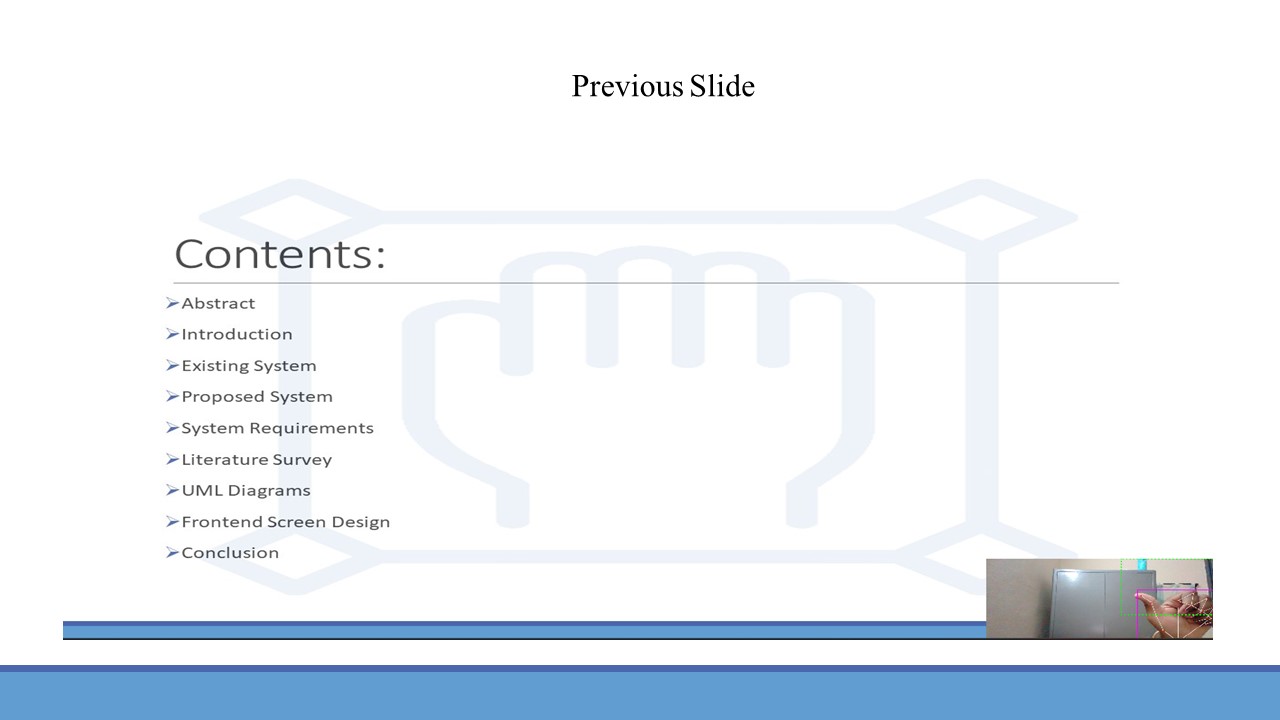 Previous Slide
Contents:
Abstract
Introduction
Existing System
Proposed System
System Requirements
Literature Survey
UML Diagrams
Frontend Screen Design
Conclusion